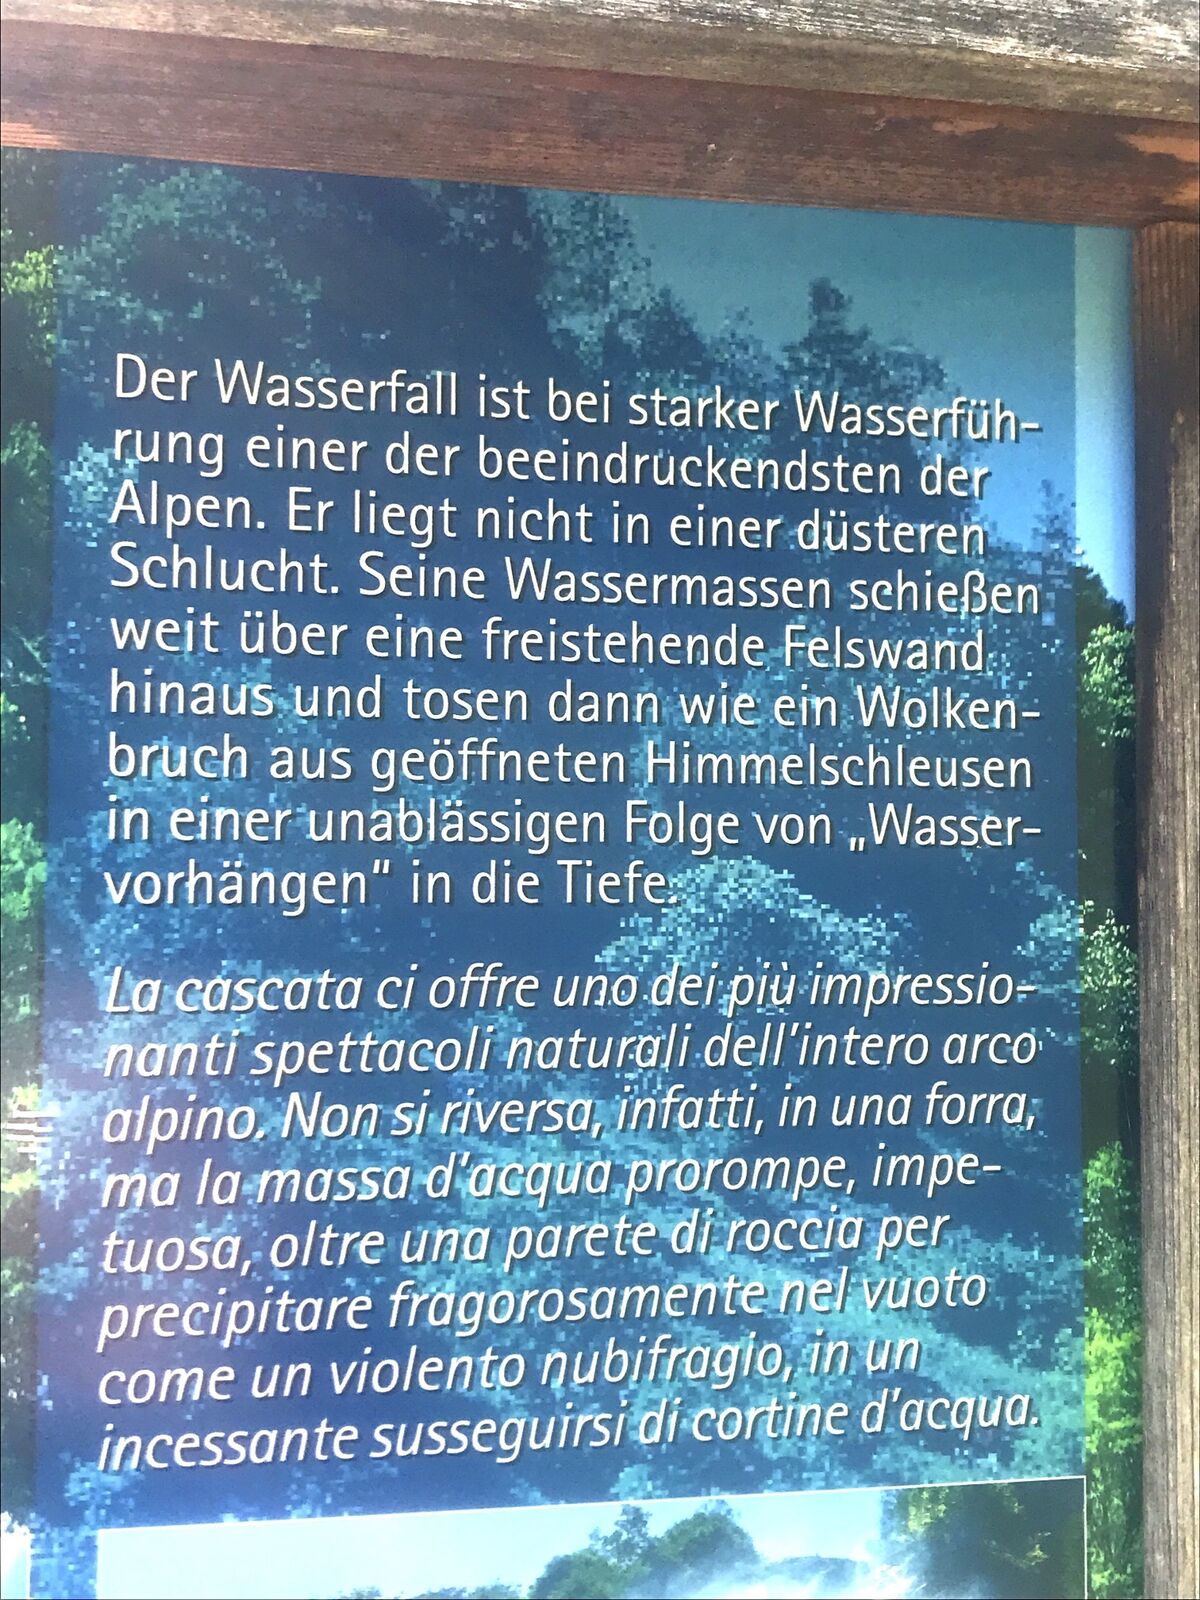 Der Wasserfall ist bei starker Wasserfüh-
rung einer der beeindruckendsten der
Alpen. Er liegt nicht in einer düsteren
Schlucht. Seine Wassermassen schießen
weit über eine freistehende Felswand
hinaus und tosen dann wie ein Wolken-
bruch aus geöffneten Himmelschleusen
in einer unablässigen Folge von „Wasser-
vorhängen“ in die Tiefe.
La cascata ci offre uno dei più impressio-
nanti spettacoli naturali dell'intero arco
alpino. Non si riversa, infatti, in una forra,
ma la massa d'acqua prorompe, impe-
tuosa, oltre una parete di roccia per
precipitare fragorosamente nel vuoto
come un violento nubifragio, in un
incessante susseguirsi di cortine d'acqua.